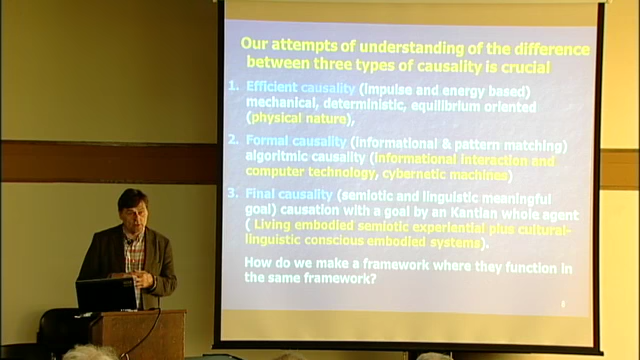 Our attempts of understanding of the difference
between three types of causality is crucial
1. Efficient causality (impulse and energy based)
mechanical, deterministic, equilibrium oriented
(physical nature),
2. Formal causality (informational & pattern matching)
algoritmic causality (informational interaction and
computer technology, cybernetic machines)
3. Final causality (semiotic and linguistic meaningful
goal) causation with a goal by an Kantian whole agent
( Living embodied semiotic experiential plus cultural-
linguistic conscious embodied systems).
How do we make a framework where they function in
the same framework?